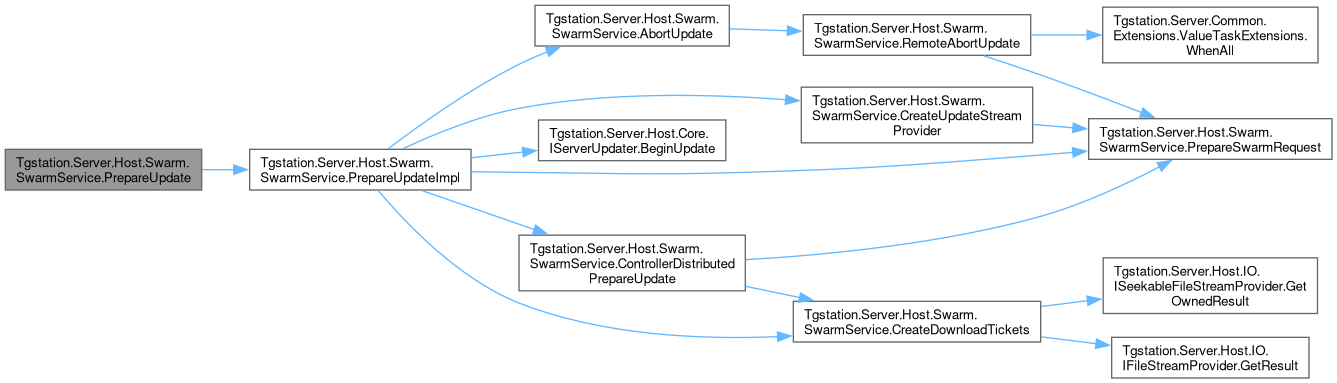 Tgstation.Server.Host.Swarm.
SwarmService.PrepareUpdate
Tgstation.Server.Host.Swarm.
SwarmService.PrepareUpdateImpl
Tgstation.Server.Host.Swarm.
SwarmService.AbortUpdate
Tgstation.Server.Host.Swarm.
SwarmService.RemoteAbortUpdate
Tgstation.Server.Common.
Extensions.ValueTaskExtensions.
WhenAll
Tgstation.Server.Host.Swarm.
SwarmService.CreateUpdateStream
Provider
Tgstation.Server.Host.Core.
IServerUpdater.BeginUpdate
Tgstation.Server.Host.Swarm.
SwarmService.PrepareSwarmRequest
Tgstation.Server.Host.Swarm.
SwarmService.ControllerDistributed
PrepareUpdate
Tgstation.Server.Host.Swarm.
SwarmService.CreateDownloadTickets
Tgstation.Server.Host.IO.
ISeekableFileStreamProvider.Get
OwnedResult
Tgstation.Server.Host.IO.
IFileStreamProvider.GetResult